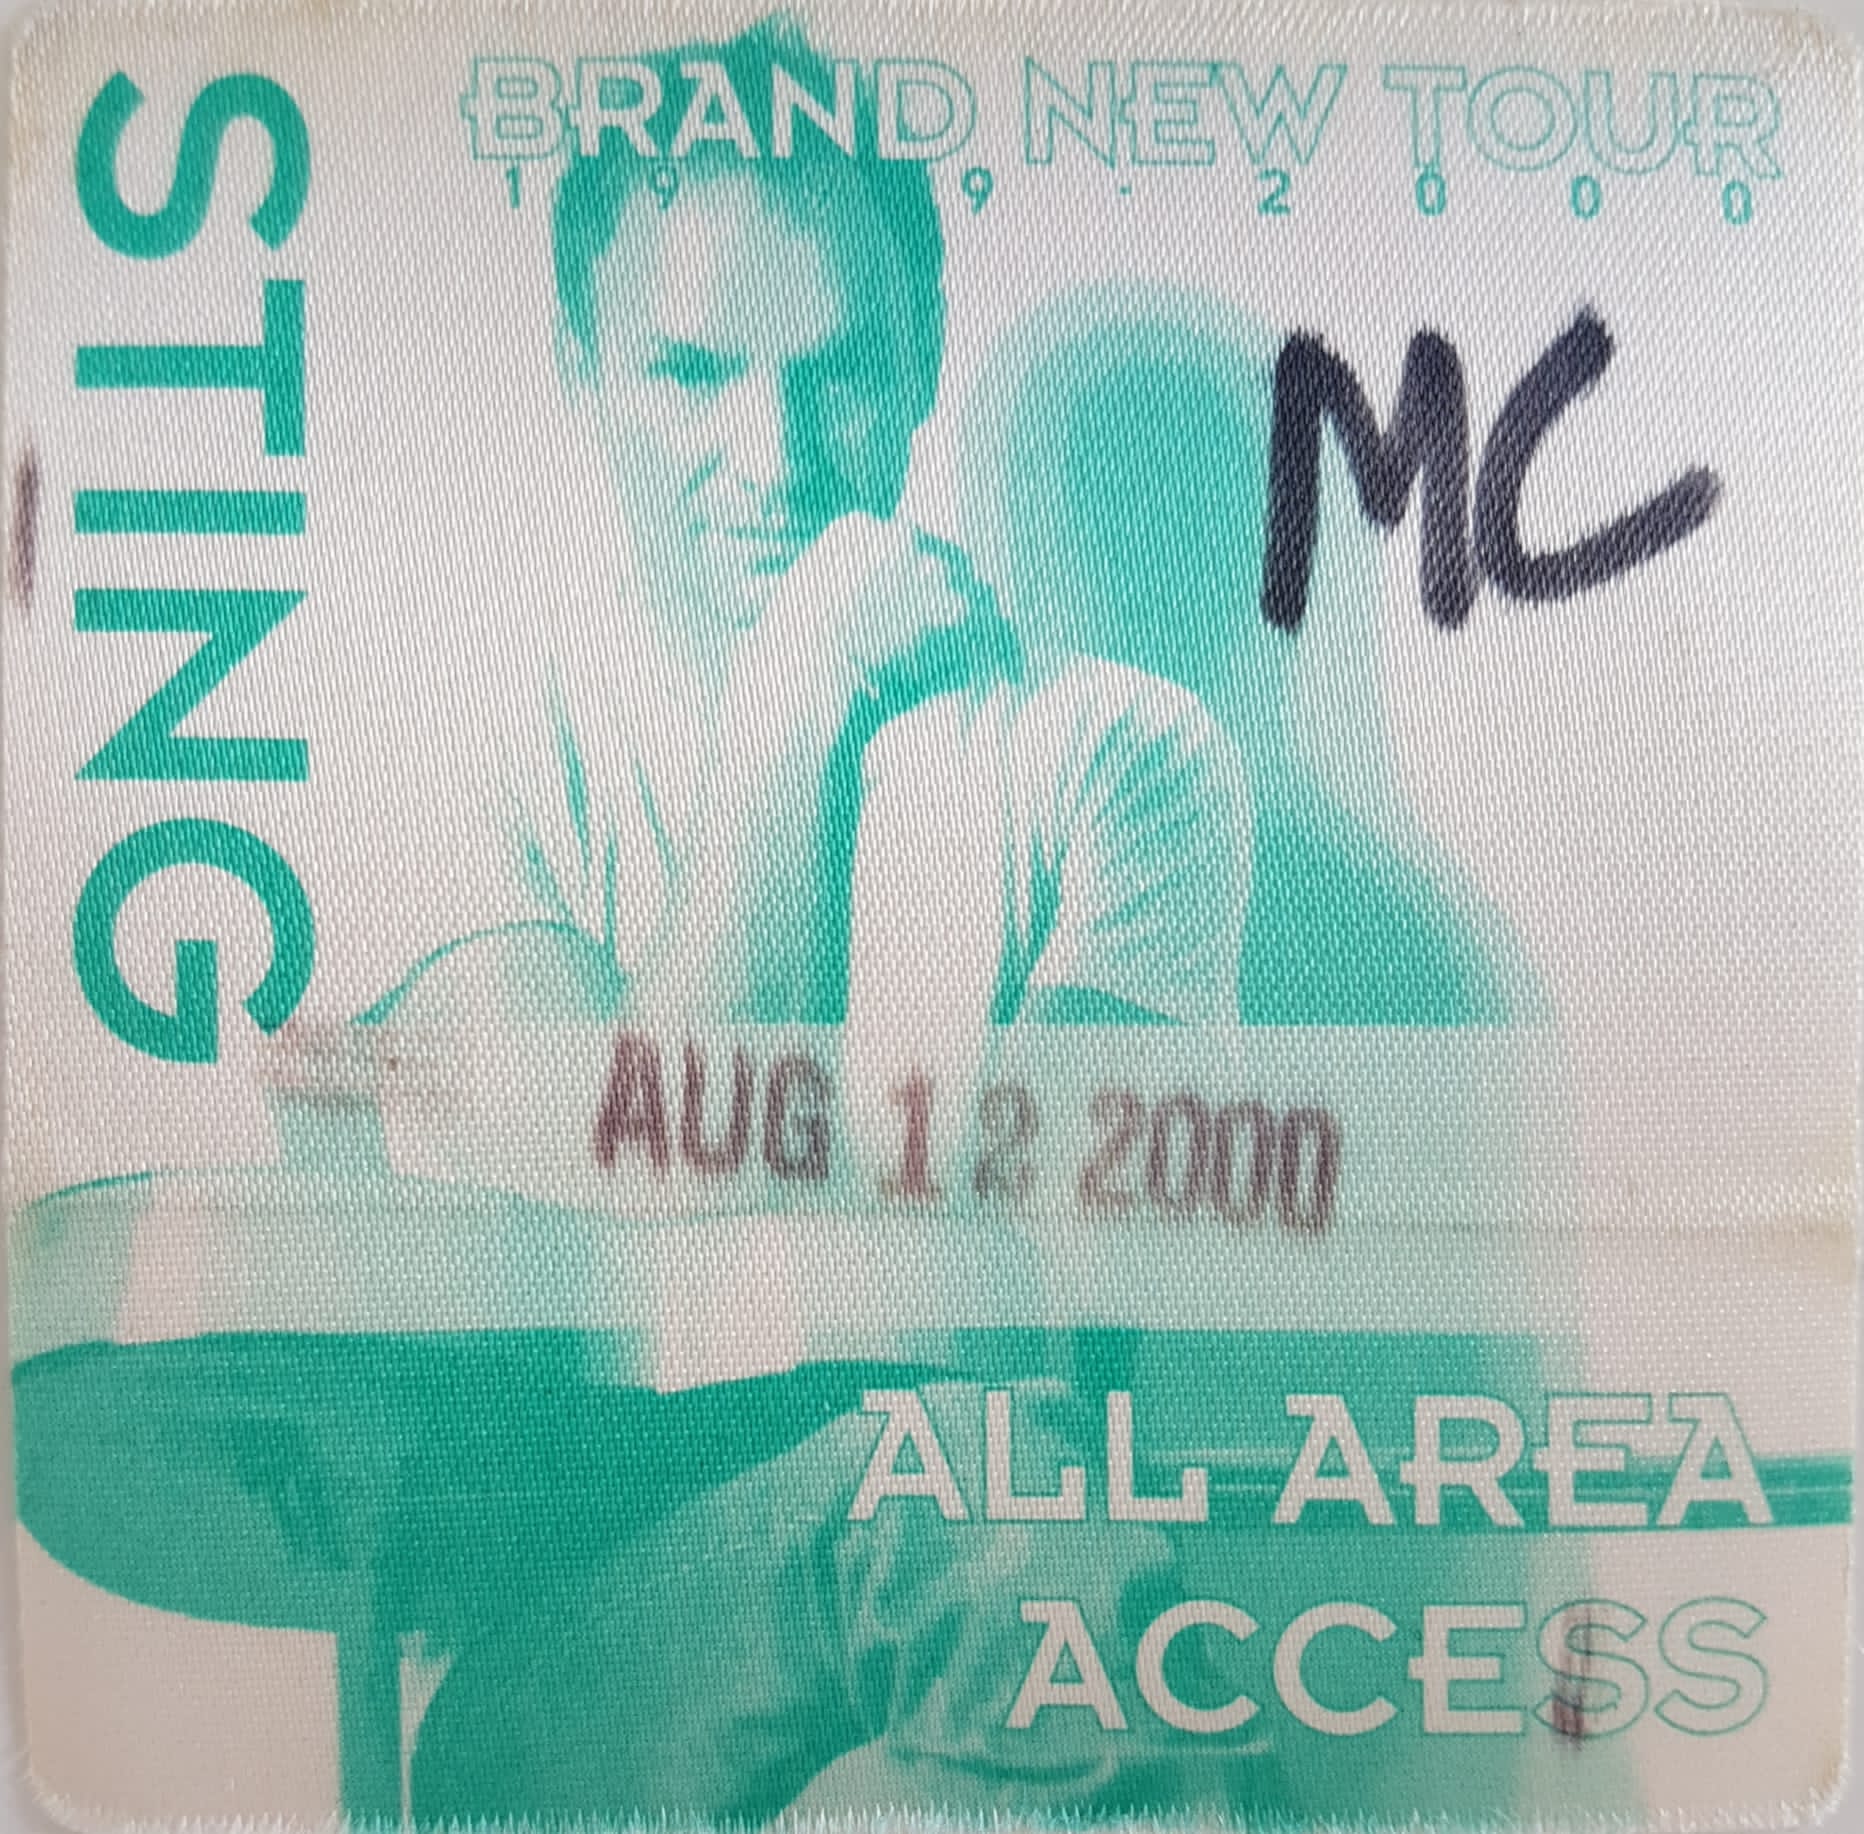 STING
BRAND NEW TOUR
1999-2000
MC
AUG 12 2000
ALL AREA
ACCESS